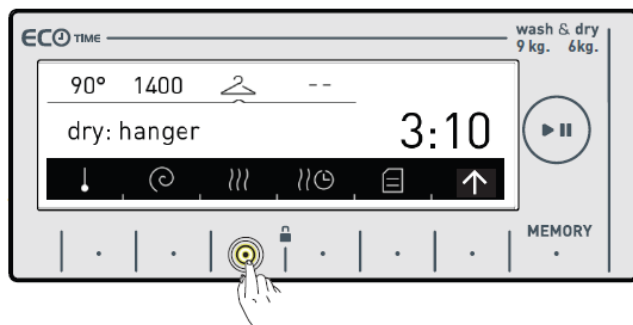 ECO TIME
wash & dry
9 kg. 6kg.
90° 1400 --
dry: hanger
3:10
MEMORY